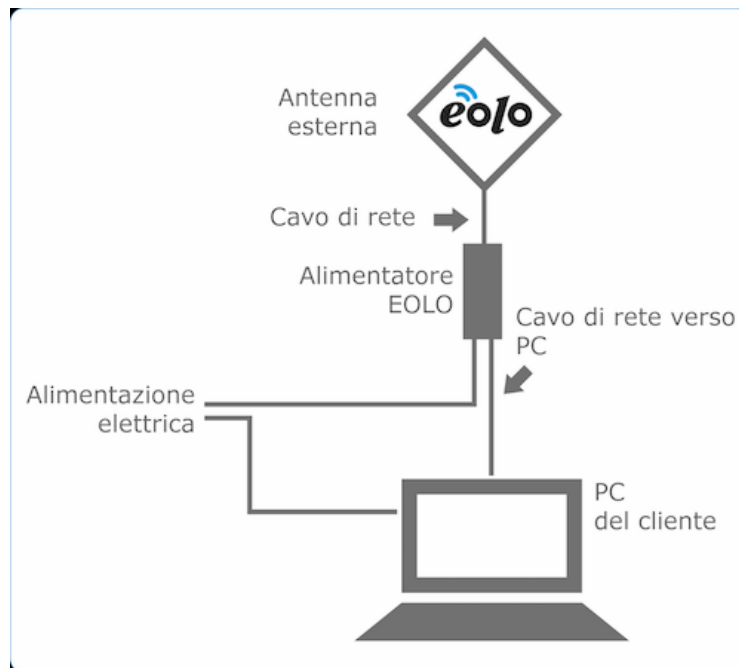 Antenna
esterna
eolo
Cavo di rete
Alimentatore
EOLO
Cavo di rete verso
PC
Alimentazione
elettrica
PC
del cliente